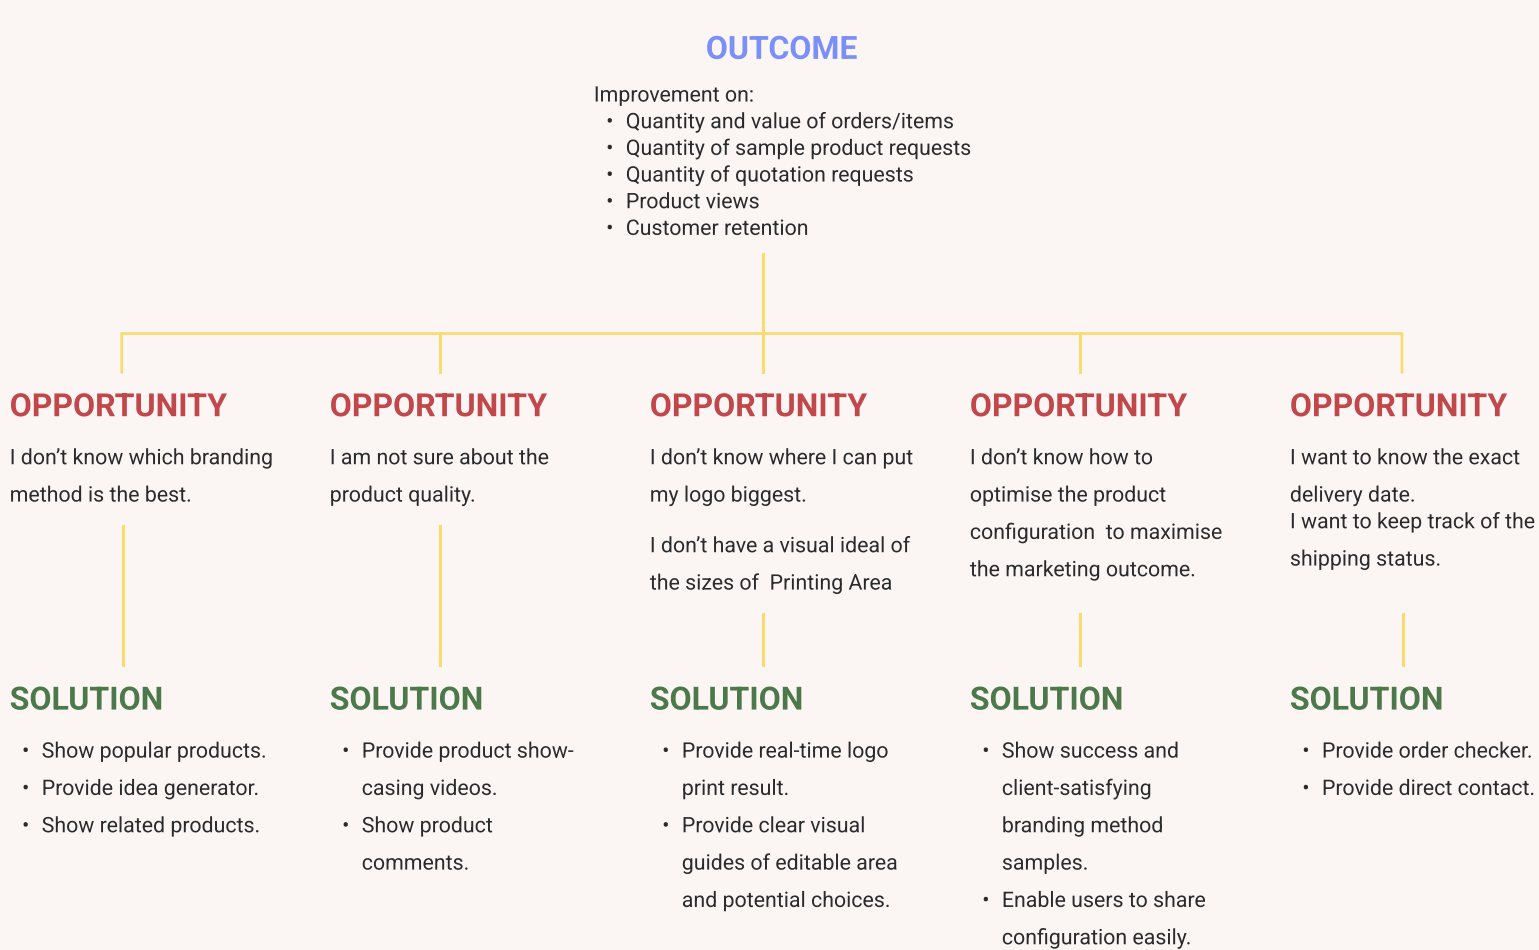 OUTCOME
Improvement on:
• Quantity and value of orders/items
• Quantity of sample product requests
• Quantity of quotation requests
• Product views
• Customer retention
OPPORTUNITY
I don’t know which branding
method is the best.
OPPORTUNITY
I am not sure about the
product quality.
OPPORTUNITY
I don’t know where I can put
my logo biggest.
I don’t have a visual ideal of
the sizes of  Printing Area
OPPORTUNITY
I don’t know how to
optimise the product
configuration  to maximise
the marketing outcome.
OPPORTUNITY
I want to know the exact
delivery date.
I want to keep track of the
shipping status.
SOLUTION
• Show popular products.
• Provide idea generator.
• Show related products.
SOLUTION
• Provide product show-
casing videos.
• Show product
comments.
SOLUTION
• Provide real-time logo
print result.
• Provide clear visual
guides of editable area
and potential choices.
SOLUTION
• Show success and
client-satisfying
branding method
samples.
• Enable users to share
configuration easily.
SOLUTION
• Provide order checker.
• Provide direct contact.